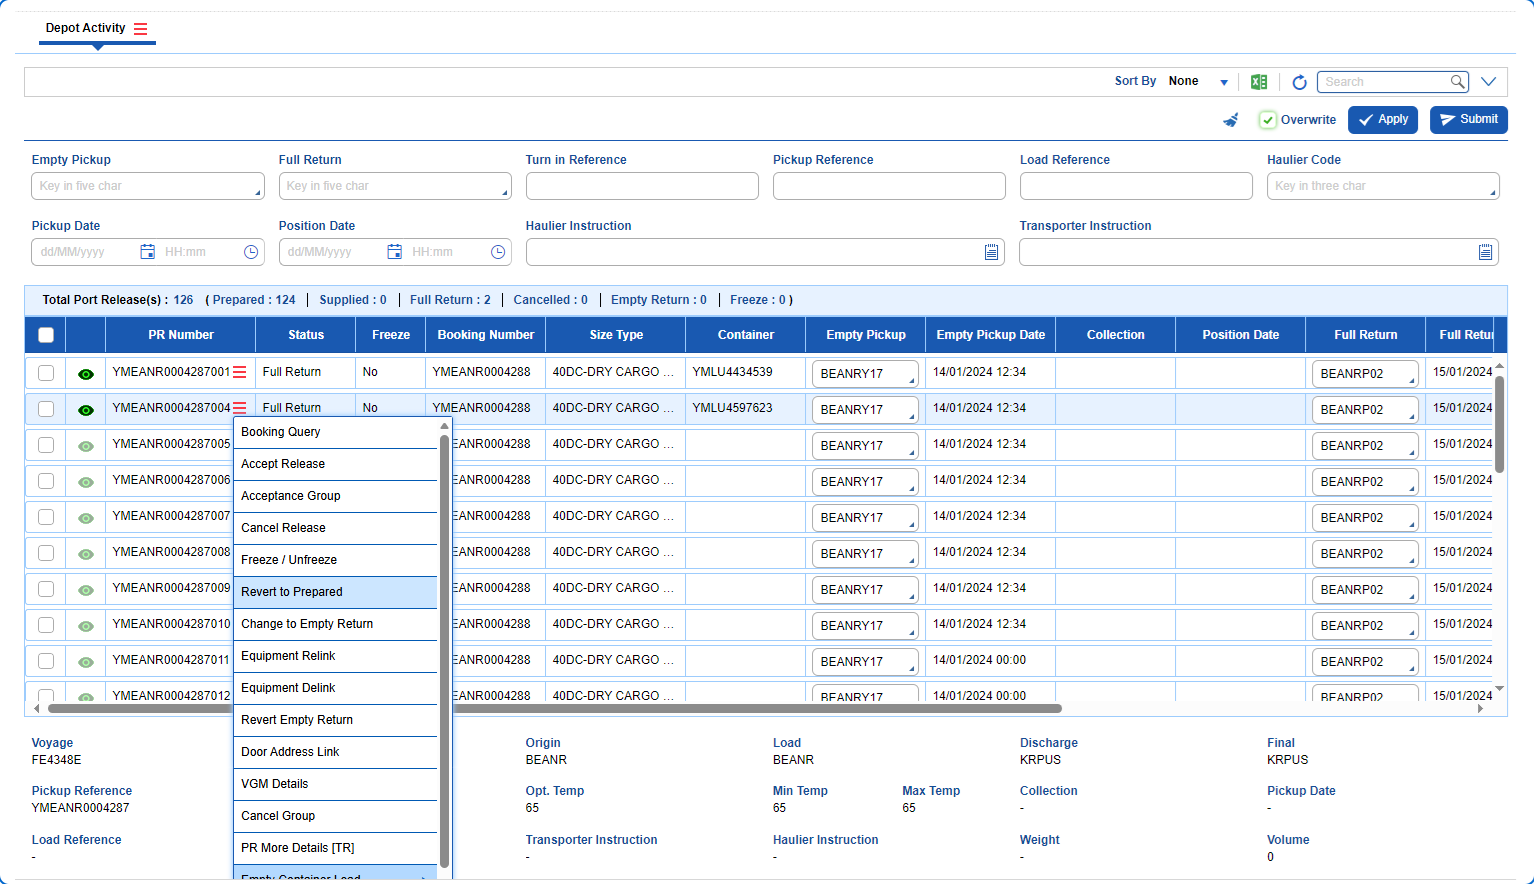 Depot Activity
Sort By None Search
Overwrite Apply Submit
Empty Pickup Full Return Turn in Reference Pickup Reference Load Reference Haulier Code
Key in five char Key in five char Key in three char
Pickup Date Position Date Haulier Instruction Transporter Instruction
dd/MM/yyyy HH:mm dd/MM/yyyy HH:mm
Total Port Release(s) : 126 ( Prepared : 124 | Supplied : 0 | Full Return : 2 | Cancelled : 0 | Empty Return : 0 | Freeze : 0 )
PR Number Status Freeze Booking Number Size Type Container Empty Pickup Empty Pickup Date Collection Position Date Full Return Full Retur
YMEANR0004287001 Full Return No YMEANR0004288 40DC-DRY CARGO ... YMLU4434539 BEANRY17 14/01/2024 12:34 BEANRP02 15/01/2024
YMEANR0004287004 Full Return No YMEANR0004288 40DC-DRY CARGO ... YMLU4597623 BEANRY17 14/01/2024 12:34 BEANRP02 15/01/2024
YMEANR0004287005 EANR0004288 40DC-DRY CARGO ... BEANRY17 14/01/2024 12:34 BEANRP02 15/01/2024
YMEANR0004287006 EANR0004288 40DC-DRY CARGO ... BEANRY17 14/01/2024 12:34 BEANRP02 15/01/2024
YMEANR0004287007 EANR0004288 40DC-DRY CARGO ... BEANRY17 14/01/2024 12:34 BEANRP02 15/01/2024
YMEANR0004287008 EANR0004288 40DC-DRY CARGO ... BEANRY17 14/01/2024 12:34 BEANRP02 15/01/2024
YMEANR0004287009 EANR0004288 40DC-DRY CARGO ... BEANRY17 14/01/2024 12:34 BEANRP02 15/01/2024
YMEANR0004287010 EANR0004288 40DC-DRY CARGO ... BEANRY17 14/01/2024 12:34 BEANRP02 15/01/2024
YMEANR0004287011 EANR0004288 40DC-DRY CARGO ... BEANRY17 14/01/2024 00:00 BEANRP02 15/01/2024
YMEANR0004287012 EANR0004288 40DC-DRY CARGO ... BEANRY17 14/01/2024 00:00 BEANRP02 15/01/2024
Booking Query
Accept Release
Acceptance Group
Cancel Release
Freeze / Unfreeze
Revert to Prepared
Change to Empty Return
Equipment Relink
Equipment Delink
Revert Empty Return
Door Address Link
VGM Details
Cancel Group
PR More Details [TR]
Empty Container Load
Voyage Origin Load Discharge Final
FE4348E BEANR BEANR KRPUS KRPUS
Pickup Reference Opt. Temp Min Temp Max Temp Collection Pickup Date
YMEANR0004287 65 65 65 - -
Load Reference Transporter Instruction Haulier Instruction Weight Volume
- - - - 0